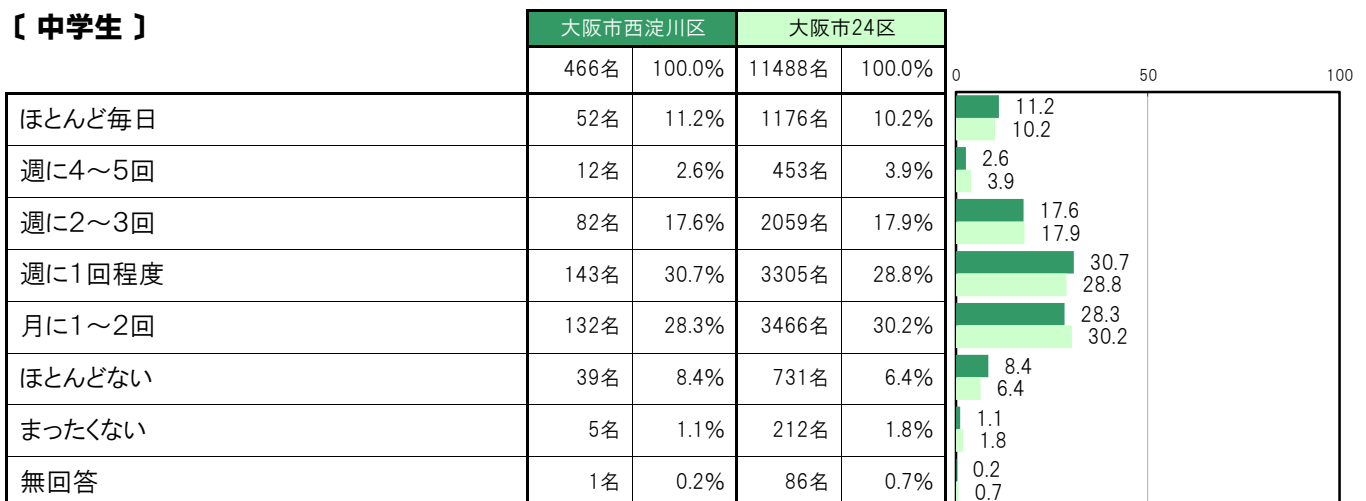 〔 中学生 〕
大阪市西淀川区 大阪市24区
466名 100.0% 11488名 100.0%
0 50 100
ほとんど毎日 52名 11.2% 1176名 10.2%
11.2
10.2
週に4～5回 12名 2.6% 453名 3.9%
2.6
3.9
週に2～3回 82名 17.6% 2059名 17.9%
17.6
17.9
週に1回程度 143名 30.7% 3305名 28.8%
30.7
28.8
月に1～2回 132名 28.3% 3466名 30.2%
28.3
30.2
ほとんどない 39名 8.4% 731名 6.4%
8.4
6.4
まったくない 5名 1.1% 212名 1.8%
1.1
1.8
無回答 1名 0.2% 86名 0.7%
0.2
0.7